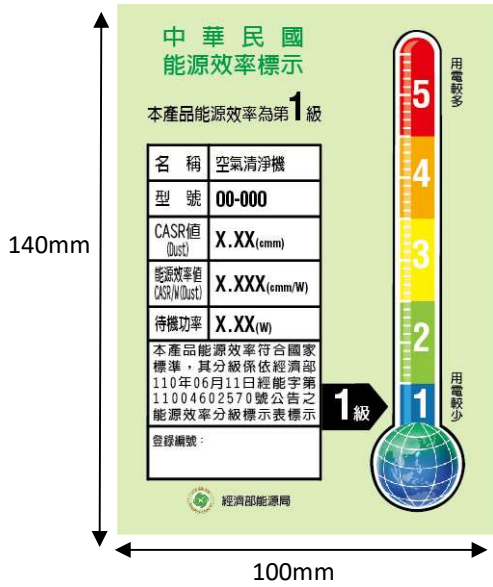 中華民國
能源效率標示
本產品能源效率為第1級
名稱 空氣清淨機
型號 00-000
CASR值(Dust) X.XX(cmm)
能源效率值CASR/W(Dust) X.XXX(cmm/W)
待機功率 X.XX(W)
本產品能源效率符合國家
標準，其分級係依經濟部
110年06月11日經能字第
11004602570號公告之
能源效率分級標示表標示
登錄編號：
經濟部能源局
用電較多
5
4
3
2
1
1級
用電較少
140mm
100mm